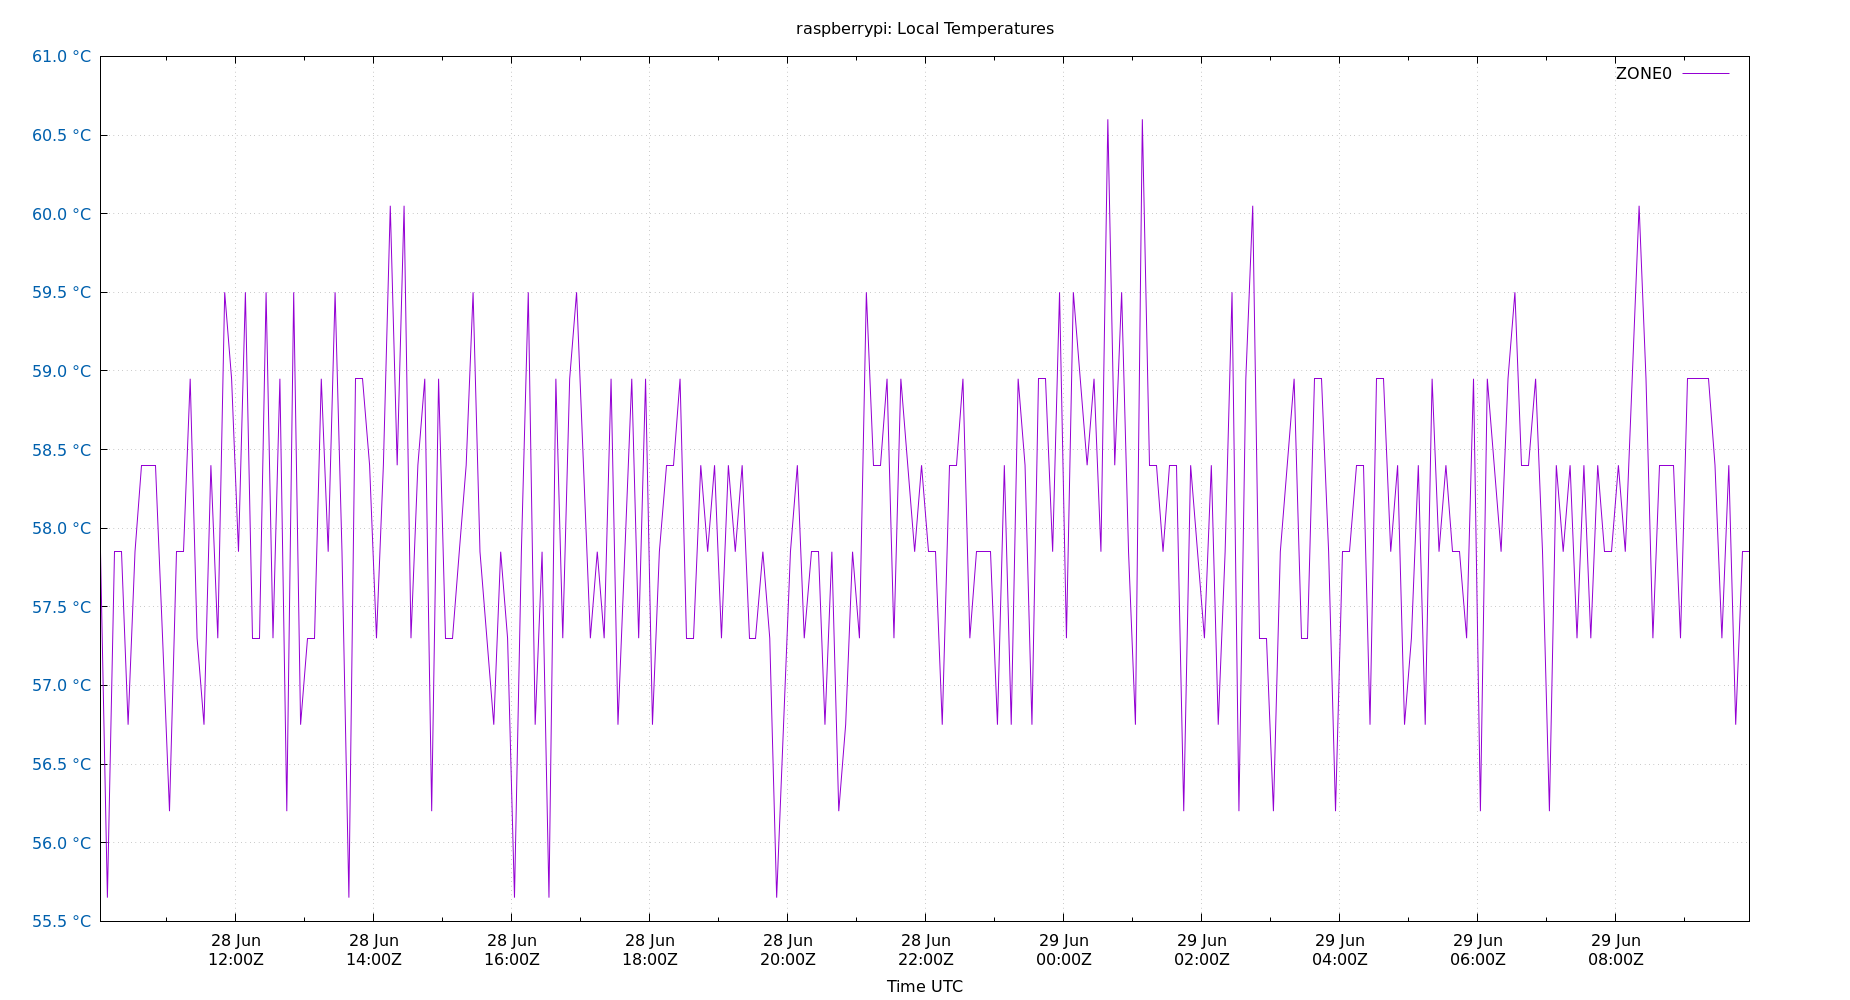 raspberrypi: Local Temperatures
61.0 °C
ZONE0
60.5 °C
60.0 °C
59.5 °C
59.0 °C
58.5 °C
58.0 °C
57.5 °C
57.0 °C
56.5 °C
56.0 °C
55.5 °C
28 Jun 28 Jun 28 Jun 28 Jun 28 Jun 28 Jun 29 Jun 29 Jun 29 Jun 29 Jun 29 Jun
12:00Z 14:00Z 16:00Z 18:00Z 20:00Z 22:00Z 00:00Z 02:00Z 04:00Z 06:00Z 08:00Z
Time UTC